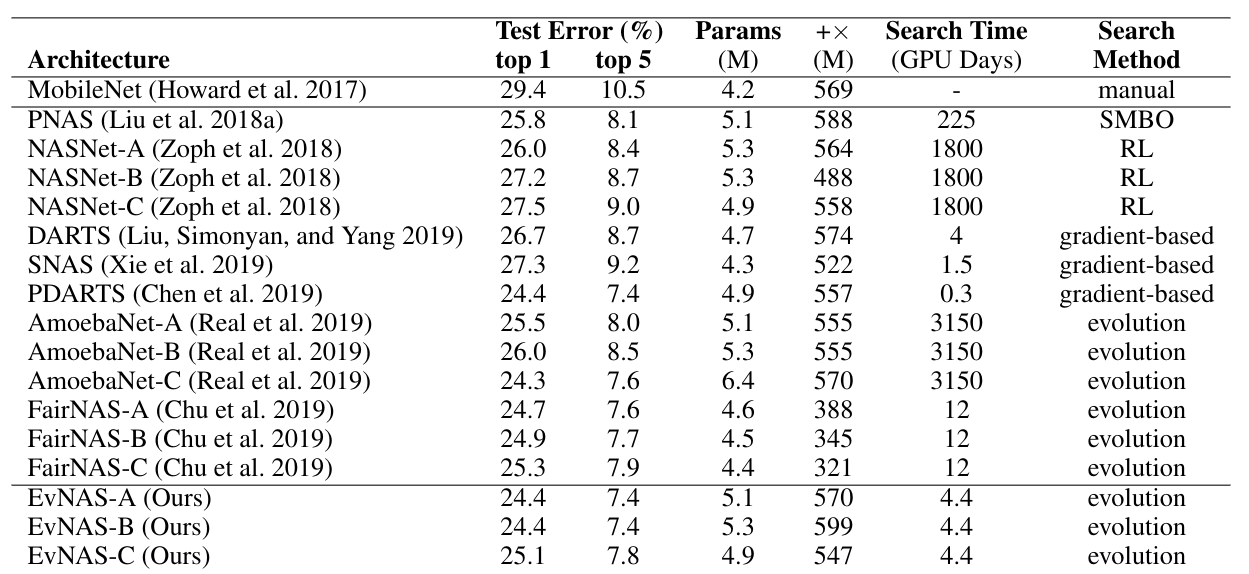 Test Error (%) Params +× Search Time Search
Architecture top 1 top 5 (M) (M) (GPU Days) Method
MobileNet (Howard et al. 2017) 29.4 10.5 4.2 569 - manual
PNAS (Liu et al. 2018a) 25.8 8.1 5.1 588 225 SMBO
NASNet-A (Zoph et al. 2018) 26.0 8.4 5.3 564 1800 RL
NASNet-B (Zoph et al. 2018) 27.2 8.7 5.3 488 1800 RL
NASNet-C (Zoph et al. 2018) 27.5 9.0 4.9 558 1800 RL
DARTS (Liu, Simonyan, and Yang 2019) 26.7 8.7 4.7 574 4 gradient-based
SNAS (Xie et al. 2019) 27.3 9.2 4.3 522 1.5 gradient-based
PDARTS (Chen et al. 2019) 24.4 7.4 4.9 557 0.3 gradient-based
AmoebaNet-A (Real et al. 2019) 25.5 8.0 5.1 555 3150 evolution
AmoebaNet-B (Real et al. 2019) 26.0 8.5 5.3 555 3150 evolution
AmoebaNet-C (Real et al. 2019) 24.3 7.6 6.4 570 3150 evolution
FairNAS-A (Chu et al. 2019) 24.7 7.6 4.6 388 12 evolution
FairNAS-B (Chu et al. 2019) 24.9 7.7 4.5 345 12 evolution
FairNAS-C (Chu et al. 2019) 25.3 7.9 4.4 321 12 evolution
EvNAS-A (Ours) 24.4 7.4 5.1 570 4.4 evolution
EvNAS-B (Ours) 24.4 7.4 5.3 599 4.4 evolution
EvNAS-C (Ours) 25.1 7.8 4.9 547 4.4 evolution